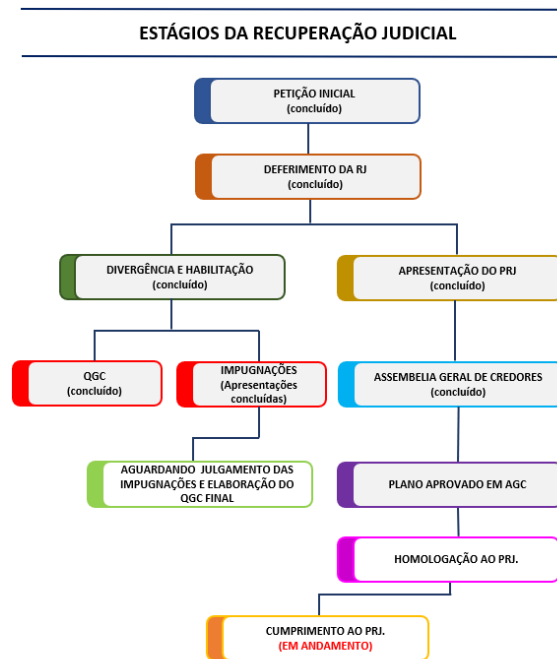 ESTÁGIOS DA RECUPERAÇÃO JUDICIAL
PETIÇÃO INICIAL
(concluído)
DEFERIMENTO DA RJ
(concluído)
DIVERGÊNCIA E HABILITAÇÃO
(concluído)
APRESENTAÇÃO DO PRJ
(concluído)
QGC
(concluído)
IMPUGNAÇÕES
(Apresentações
concluídas)
ASSEMBELIA GERAL DE CREDORES
(concluído)
AGUARDANDO JULGAMENTO DAS
IMPUGNAÇÕES E ELABORAÇÃO DO
QGC FINAL
PLANO APROVADO EM AGC
HOMOLOGAÇÃO AO PRJ.
CUMPRIMENTO AO PRJ.
(EM ANDAMENTO)